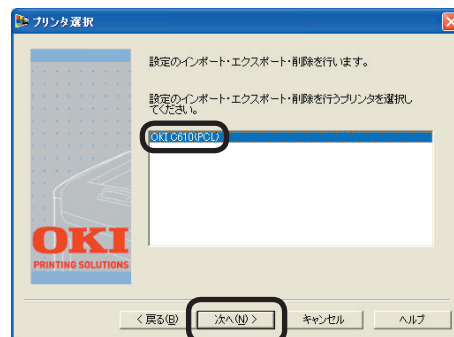 プリンタ選択
設定のインポート・エクスポート・削除を行います。
設定のインポート・エクスポート・削除を行うプリンタを選択し
てください。
OKI C610(PCL)
OKI
PRINTING SOLUTIONS
< 戻る(B) 次へ(N) > キャンセル ヘルプ